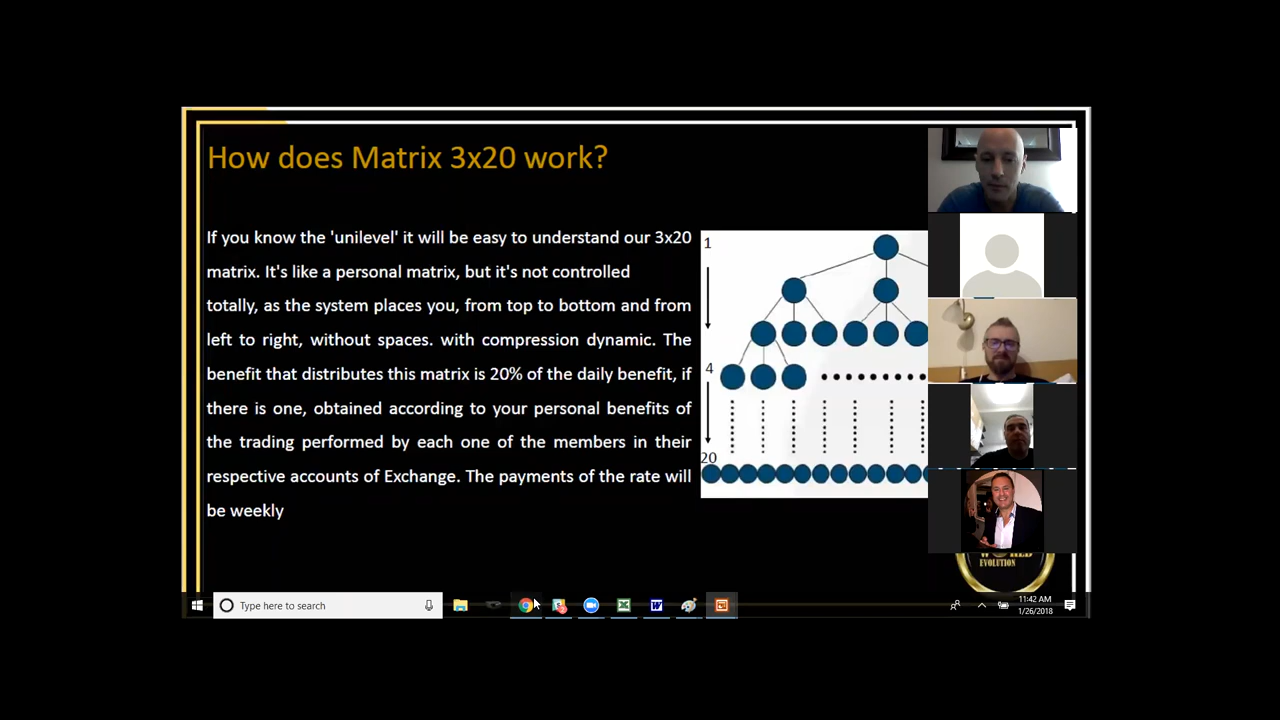 How does Matrix 3x20 work?
If you know the 'unilevel' it will be easy to understand our 3x20
matrix. It's like a personal matrix, but it's not controlled
totally, as the system places you, from top to bottom and from
left to right, without spaces. with compression dynamic. The
benefit that distributes this matrix is 20% of the daily benefit, if
there is one, obtained according to your personal benefits of
the trading performed by each one of the members in their
respective accounts of Exchange. The payments of the rate will
be weekly
1
4
20
EVOLUTION
Type here to search
11:42 AM
1/26/2018